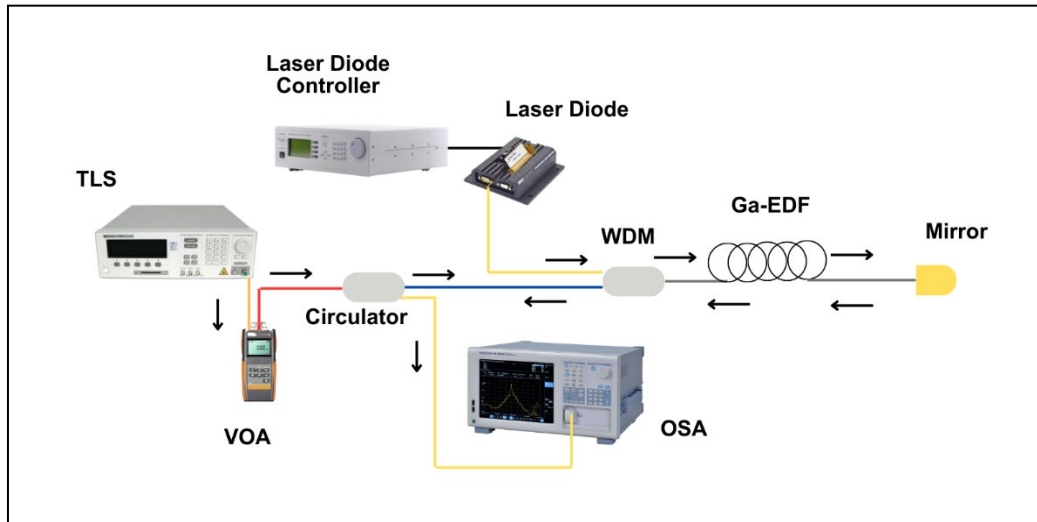 Laser Diode
Controller
Laser Diode
TLS
Ga-EDF
WDM
Mirror
Circulator
VOA
OSA